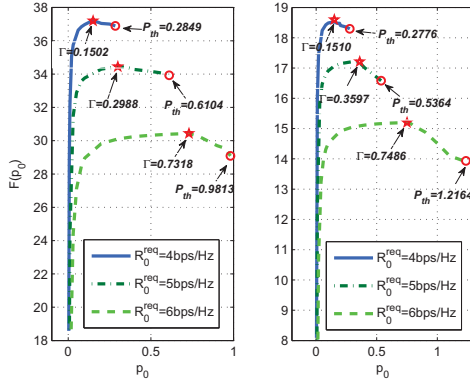 38
36
34
32
30
28
26
24
22
20
18
F(p0)
0
0.5
1
p0
Γ=0.1502
Pth=0.2849
Γ=0.2988
Pth=0.6104
Γ=0.7318
Pth=0.9813
R0req=4bps/Hz
R0req=5bps/Hz
R0req=6bps/Hz
19
18
17
16
15
14
13
12
11
10
9
8
0
0.5
1
p0
Γ=0.1510
Pth=0.2776
Γ=0.3597
Pth=0.5364
Γ=0.7486
Pth=1.2164
R0req=4bps/Hz
R0req=5bps/Hz
R0req=6bps/Hz